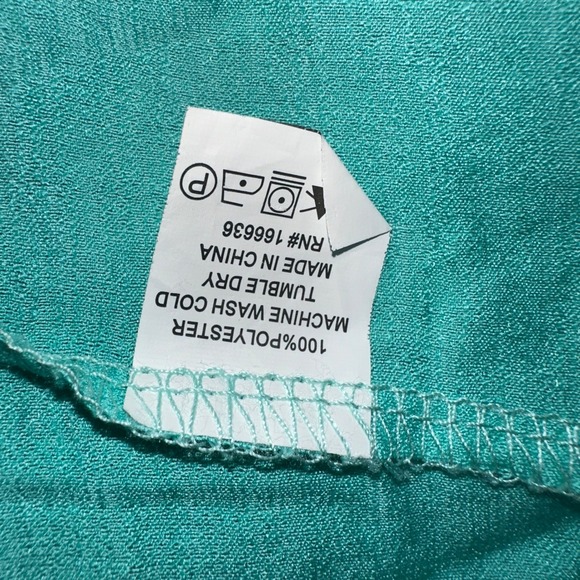 100%POLYESTER
MACHINE WASH COLD
TUMBLE DRY
MADE IN CHINA
RN# 166636
P